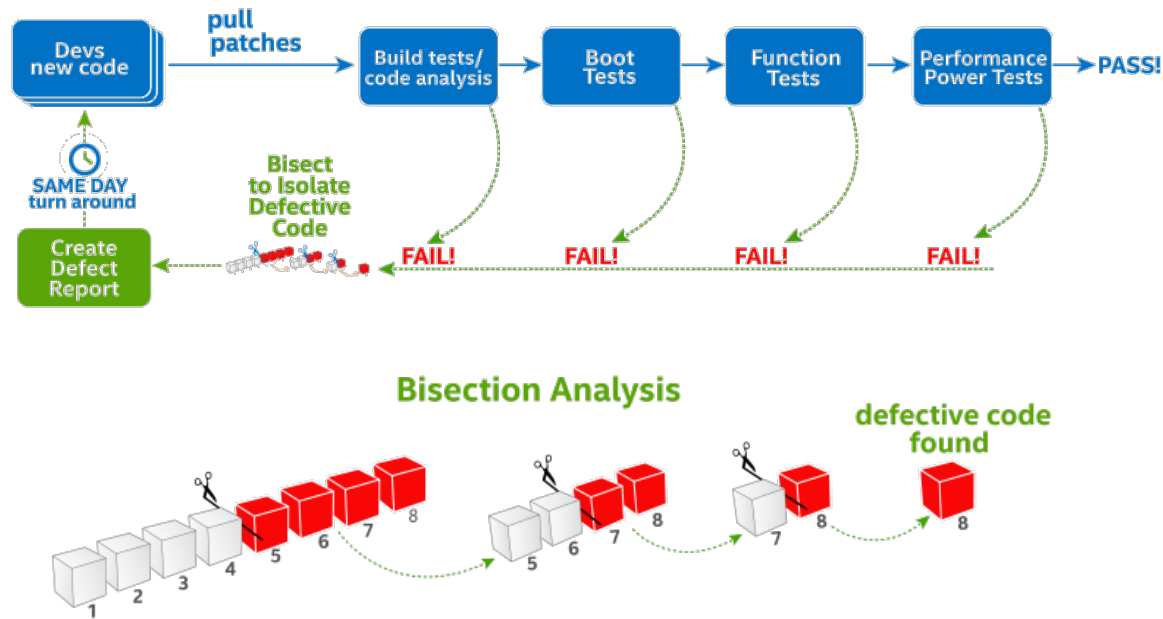 Devs
new code
pull
patches
Build tests/
code analysis
Boot
Tests
Function
Tests
Performance
Power Tests
PASS!
SAME DAY
turn around
Bisect
to Isolate
Defective
Code
Create
Defect
Report
FAIL!
FAIL!
FAIL!
FAIL!
Bisection Analysis
defective code
found
1
2
3
4
5
6
7
8
5
6
7
8
7
8
8